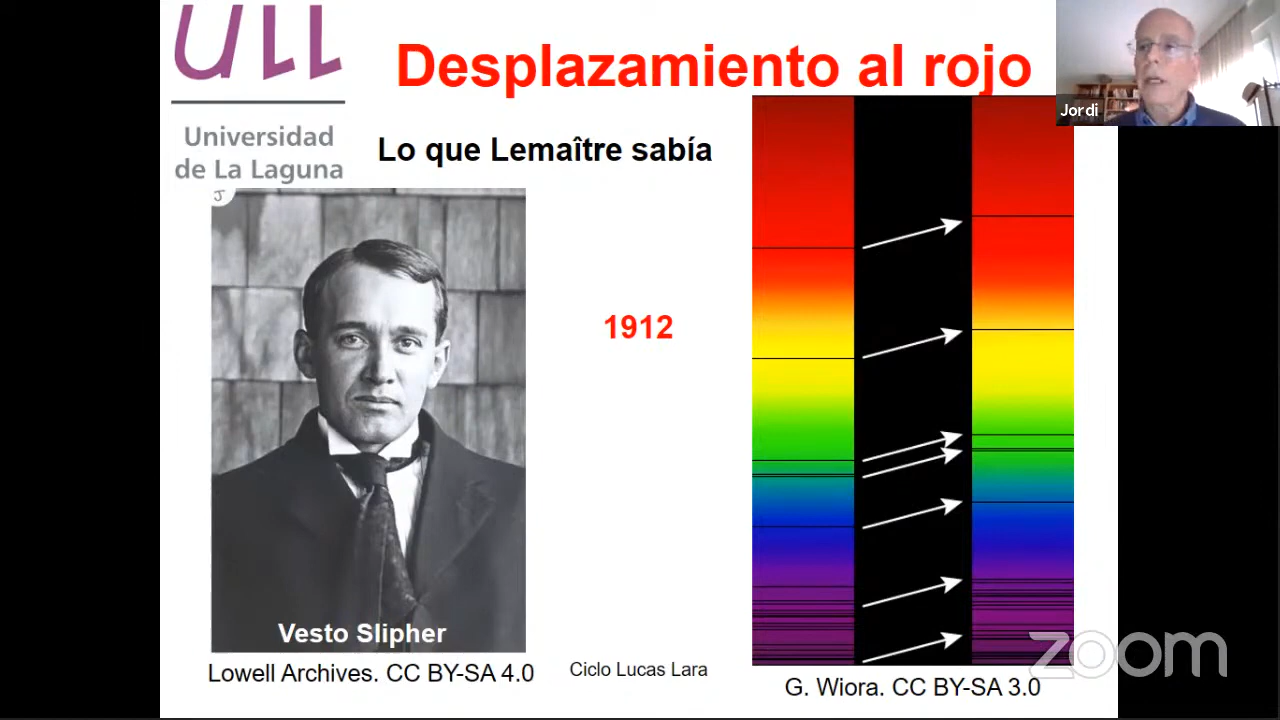 ULL
Universidad
de La Laguna
Desplazamiento al rojo
Lo que Lemaître sabía
1912
Vesto Slipher
Lowell Archives. CC BY-SA 4.0
Ciclo Lucas Lara
G. Wiora. CC BY-SA 3.0
Jordi
zoom
J